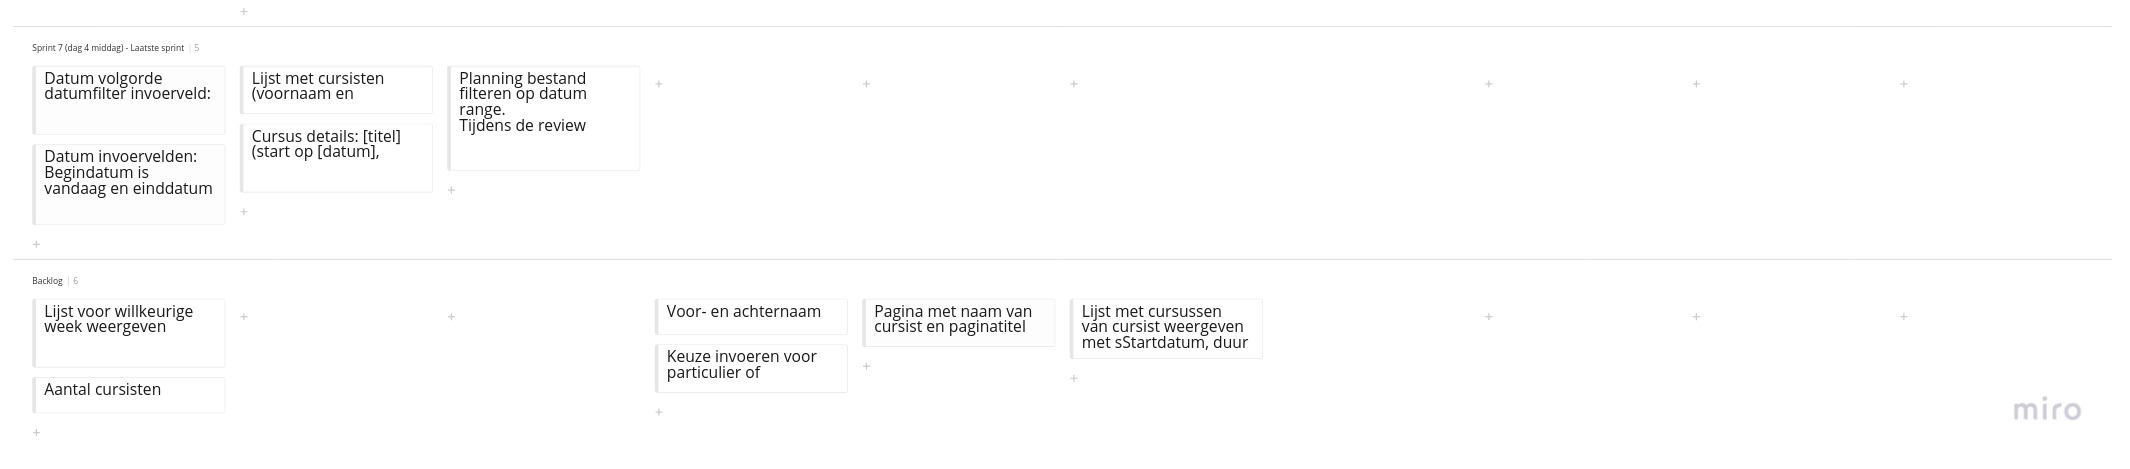 Sprint 7 (dag 4 middag) - Laatste sprint | 5
Datum volgorde
datumfilter invoerveld:
Datum invoervelden:
Begindatum is
vandaag en einddatum
Lijst met cursisten
(voornaam en
Cursus details: [titel]
(start op [datum],
Planning bestand
filteren op datum
range.
Tijdens de review
Backlog | 6
Lijst voor willkeurige
week weergeven
Aantal cursisten
Voor- en achternaam
Keuze invoeren voor
particulier of
Pagina met naam van
cursist en paginatitel
Lijst met cursussen
van cursist weergeven
met sStartdatum, duur
miro